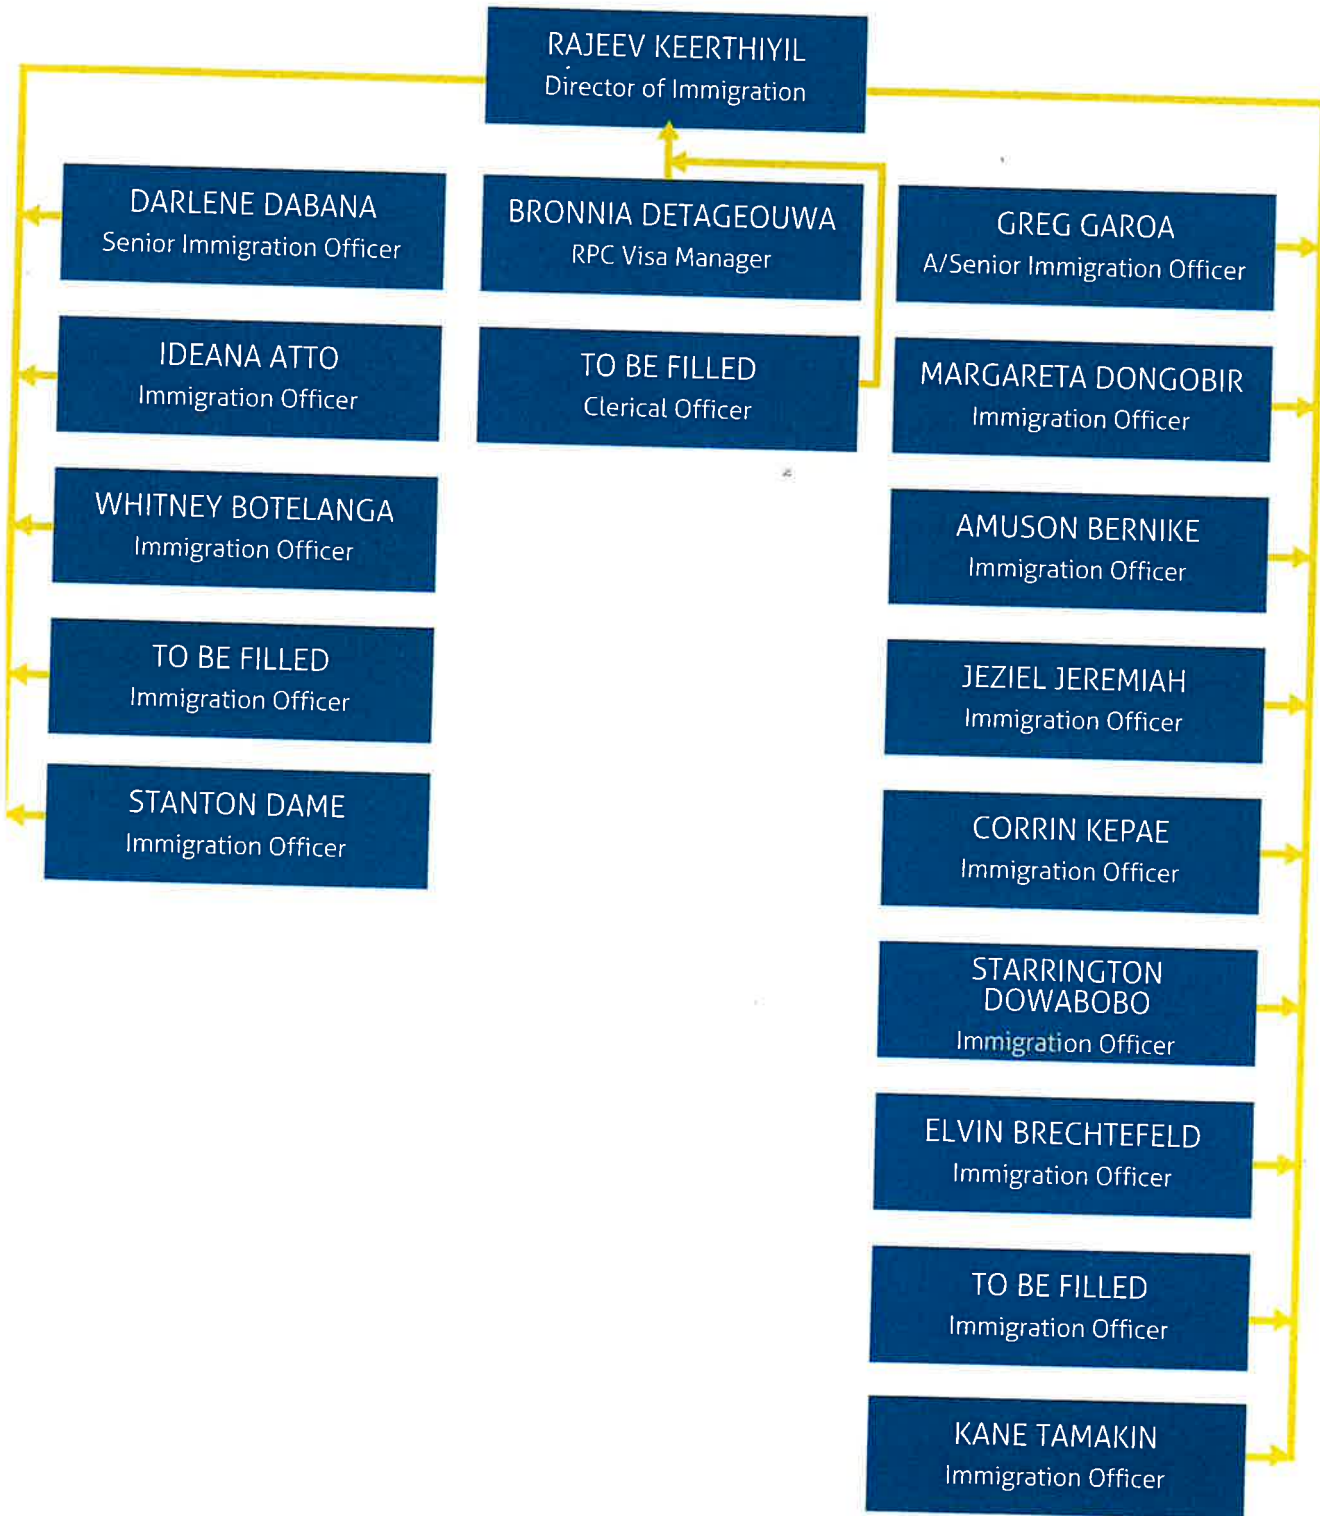 RAJEEV KEERTHIYIL
Director of Immigration
DARLENE DABANA
Senior Immigration Officer
IDEANA ATTO
Immigration Officer
WHITNEY BOTELANGA
Immigration Officer
TO BE FILLED
Immigration Officer
STANTON DAME
Immigration Officer
BRONNIA DETAGEOUWA
RPC Visa Manager
TO BE FILLED
Clerical Officer
GREG GAROA
A/Senior Immigration Officer
MARGARETA DONGOBIR
Immigration Officer
AMUSON BERNIKE
Immigration Officer
JEZIEL JEREMIAH
Immigration Officer
CORRIN KEPAE
Immigration Officer
STARRINGTON
DOWABOBO
Immigration Officer
ELVIN BRECHTEFELD
Immigration Officer
TO BE FILLED
Immigration Officer
KANE TAMAKIN
Immigration Officer